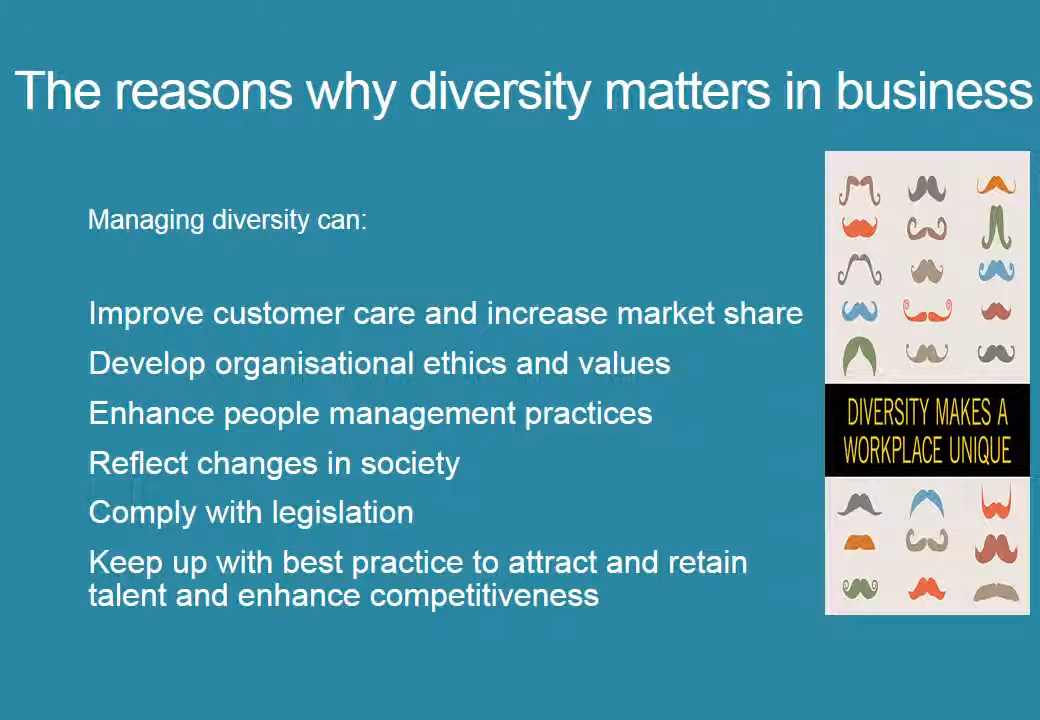 The reasons why diversity matters in business
Managing diversity can:
Improve customer care and increase market share
Develop organisational ethics and values
Enhance people management practices
Reflect changes in society
Comply with legislation
Keep up with best practice to attract and retain
talent and enhance competitiveness
DIVERSITY MAKES A
WORKPLACE UNIQUE